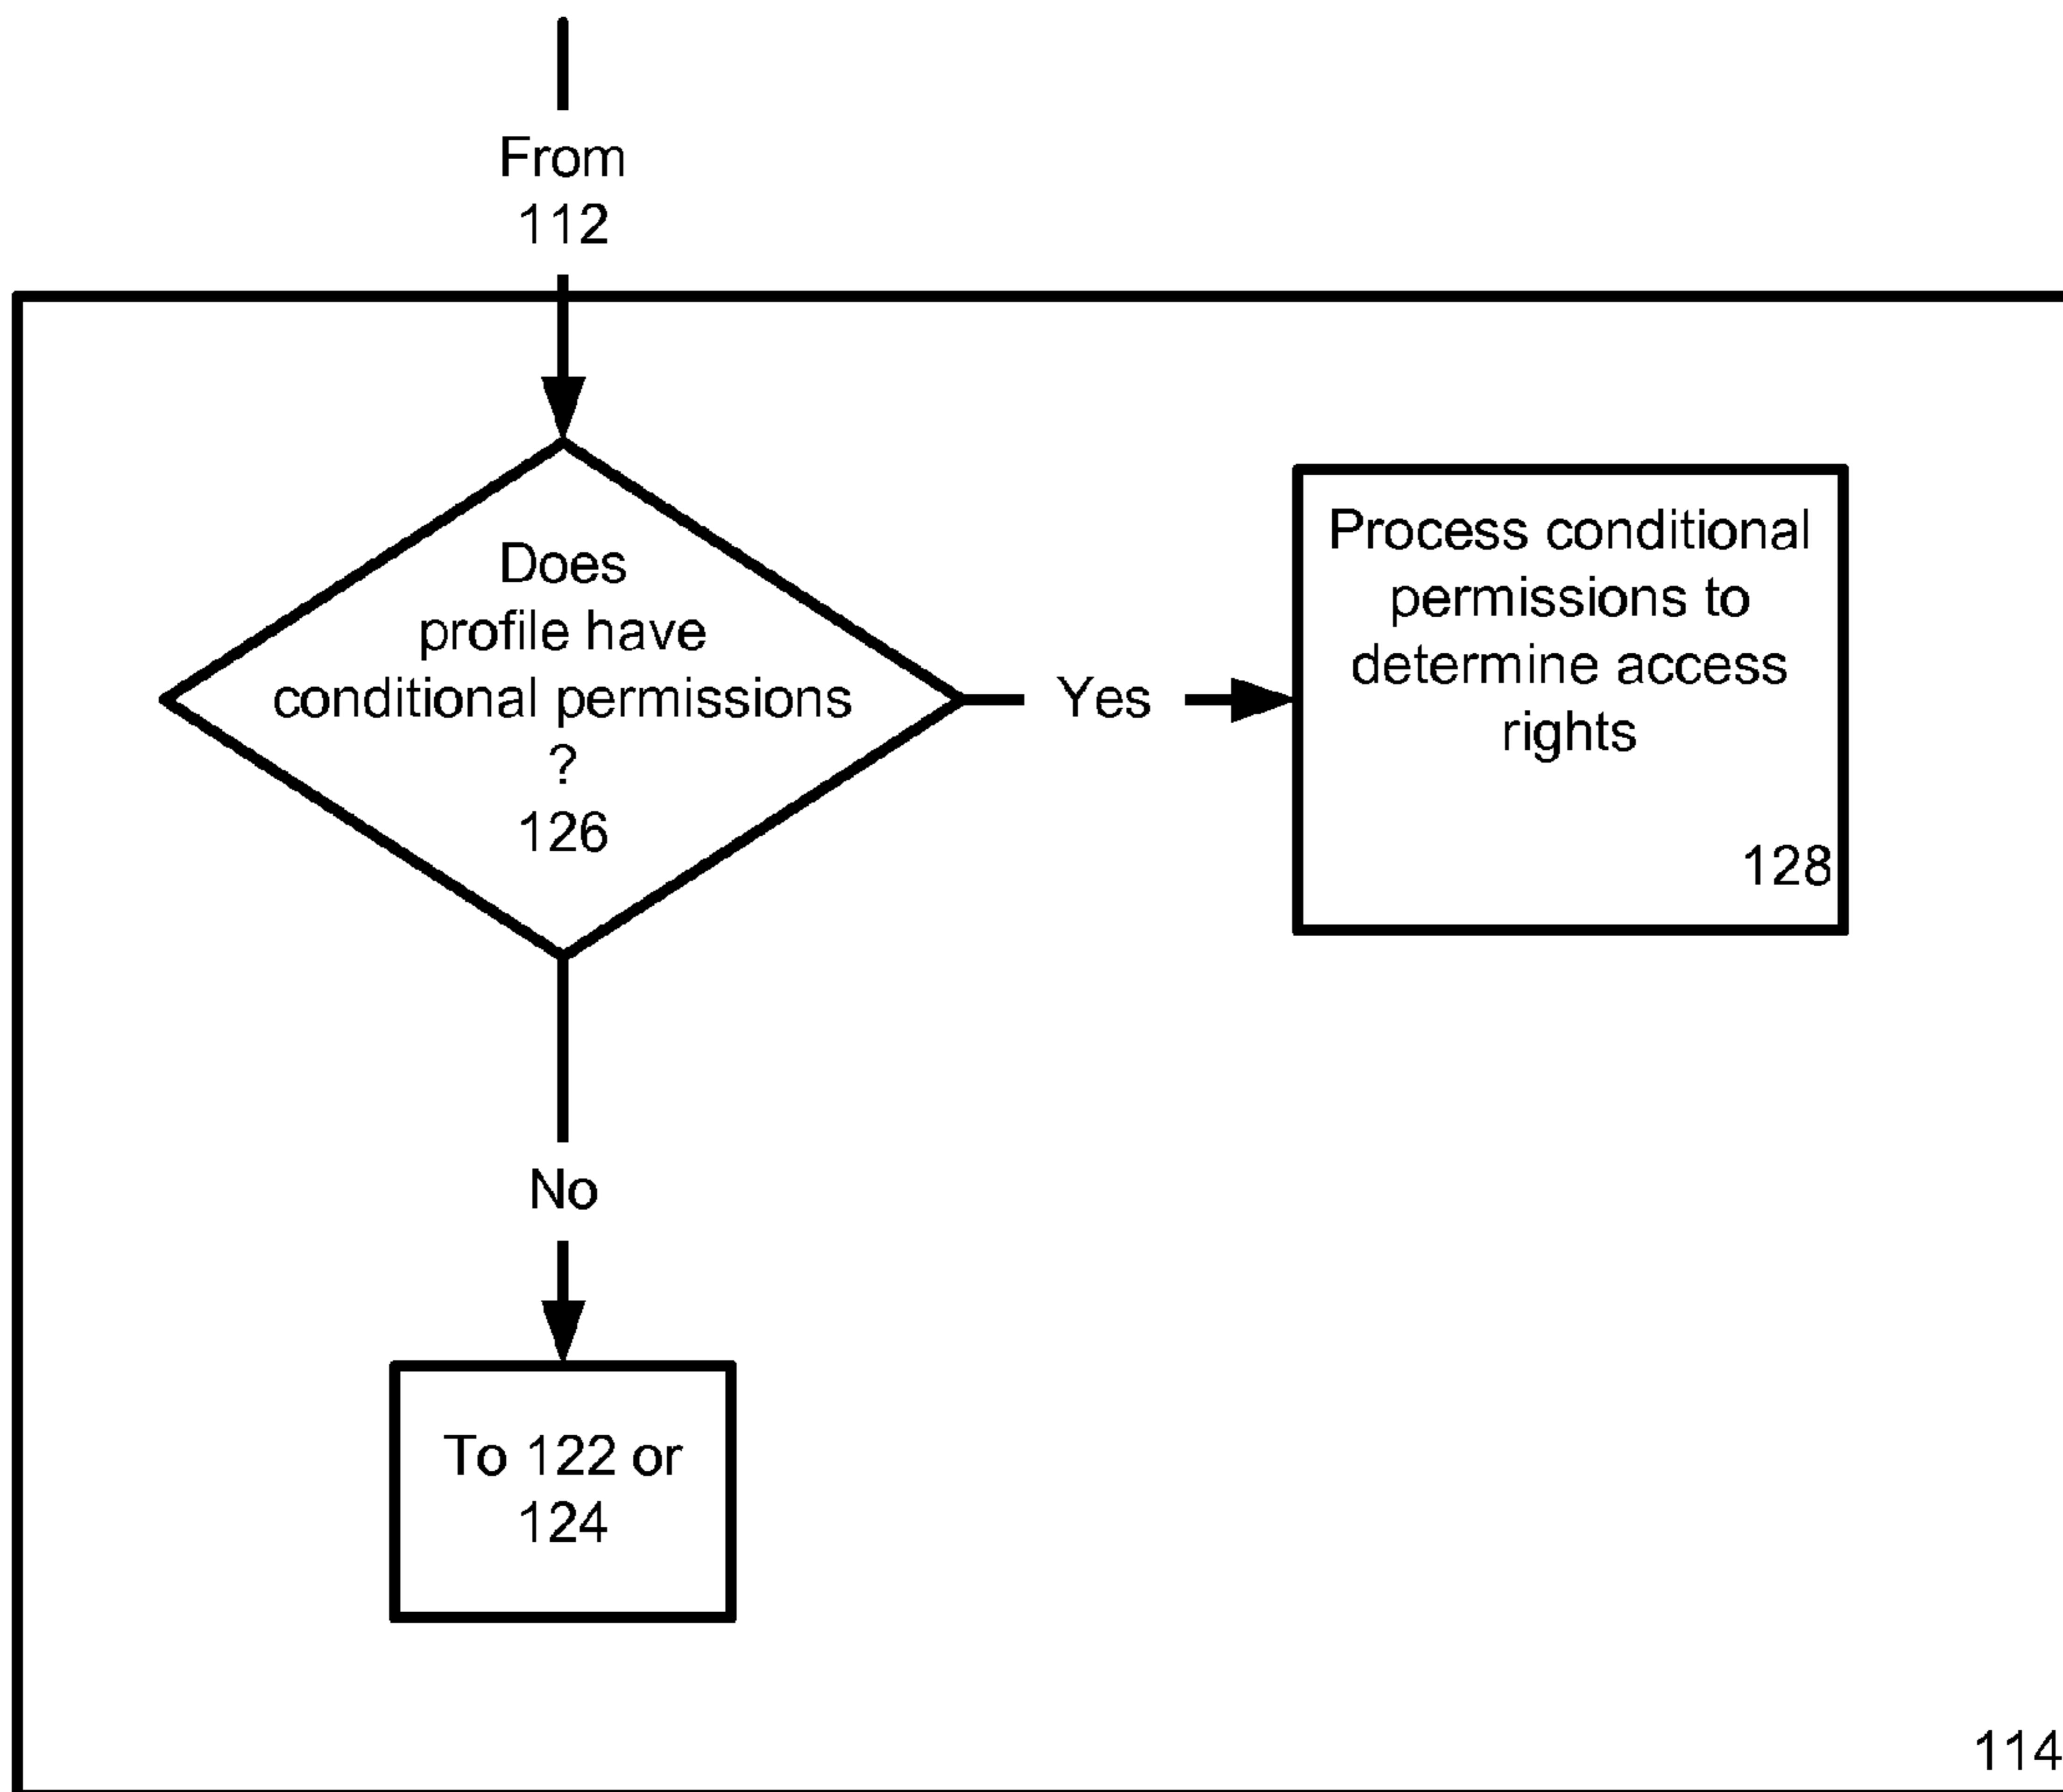 From
112
Does
profile have
conditional permissions
?
126
Yes
Process conditional
permissions to
determine access
rights
128
No
To 122 or
124
114